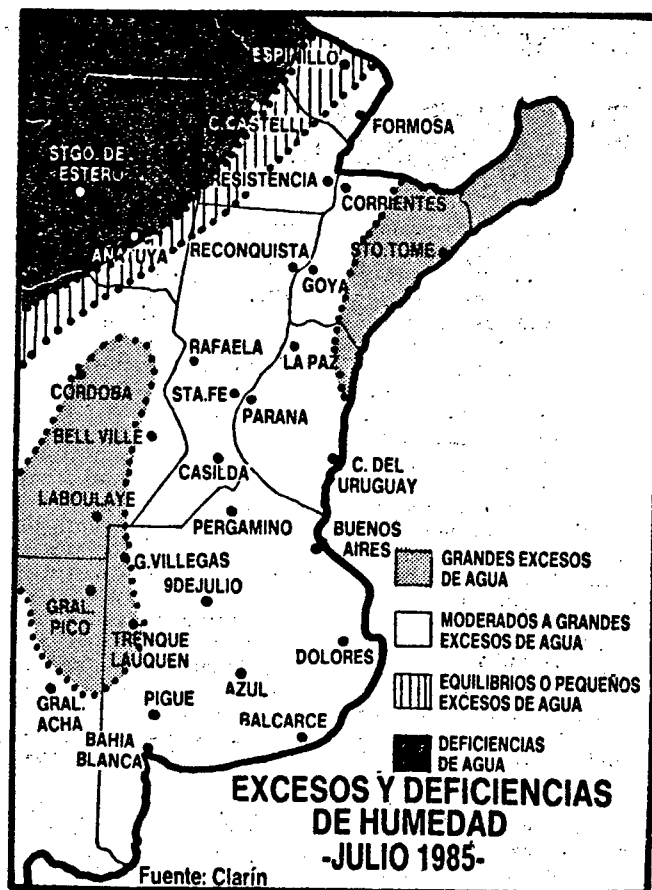 ESPINILLO
C. CASTELLI
FORMOSA
STGO. DE
ESTERO
RESISTENCIA
CORRIENTES
AÑATUYA
RECONQUISTA
STO. TOME
GOYA
RAFAELA
LA PAZ
CORDOBA
STA.FE
PARANA
BELL VILLE
CASILDA
C. DEL
URUGUAY
LABOULAYE
PERGAMINO
BUENOS
AIRES
G.VILLEGAS
9DEJULIO
GRAL.
PICO
TRENQUE
LAUQUEN
DOLORES
GRAL.
ACHA
AZUL
PIGUE
BALCARCE
BAHIA
BLANCA
GRANDES EXCESOS
DE AGUA
MODERADOS A GRANDES
EXCESOS DE AGUA
EQUILIBRIOS O PEQUEÑOS
EXCESOS DE AGUA
DEFICIENCIAS
DE AGUA
EXCESOS Y DEFICIENCIAS
DE HUMEDAD
-JULIO 1985-
Fuente: Clarín